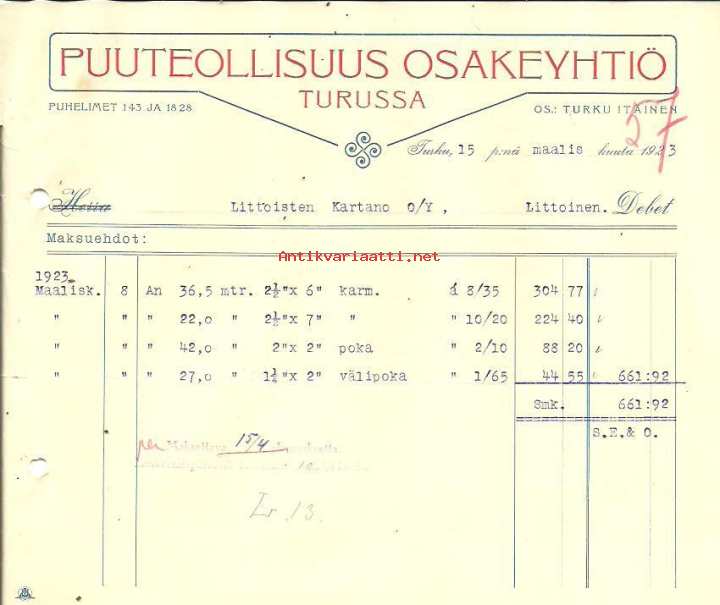 PUUTEOLLISUUS OSAKEYHTIÖ
TURUSSA
PUHELIMET 143 JA 1828
OS.: TURKU ITÄINEN
57
Turku, 15 p:nä maalis kuuta 1923
Herra Littoisten Kartano O/Y, Littoinen. Debet
Maksuehdot:
Antikvariaatti.net
1923.
Maalisk. 8 An 36,5 mtr. 2½"x 6" karm. á 8/35 304 77
" " " 22,0 " 2½"x 7" " " 10/20 224 40
" " " 42,0 " 2"x 2" poka " 2/10 88 20
" " " 27,0 " 1¼"x 2" välipoka " 1/65 44 55 661:92
Smk. 661:92
S.E.& O.
per 15/4
Lr 13.